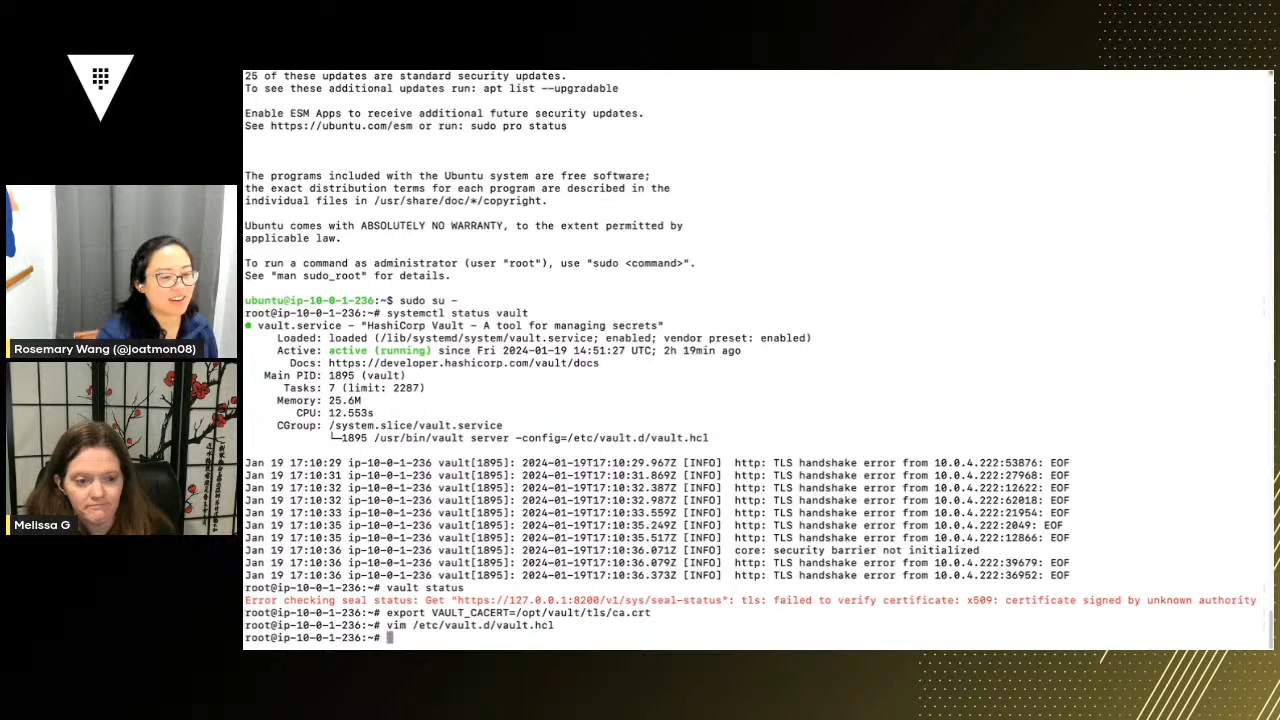 25 of these updates are standard security updates.
To see these additional updates run: apt list --upgradable
Enable ESM Apps to receive additional future security updates.
See https://ubuntu.com/esm or run: sudo pro status
The programs included with the Ubuntu system are free software;
the exact distribution terms for each program are described in the
individual files in /usr/share/doc/*/copyright.
Ubuntu comes with ABSOLUTELY NO WARRANTY, to the extent permitted by
applicable law.
To run a command as administrator (user "root"), use "sudo <command>".
See "man sudo_root" for details.
ubuntu@ip-10-0-1-236:~$ sudo su -
root@ip-10-0-1-236:~# systemctl status vault
● vault.service - "HashiCorp Vault - A tool for managing secrets"
Loaded: loaded (/lib/systemd/system/vault.service; enabled; vendor preset: enabled)
Active: active (running) since Fri 2024-01-19 14:51:27 UTC; 2h 19min ago
Docs: https://developer.hashicorp.com/vault/docs
Main PID: 1895 (vault)
Tasks: 7 (limit: 2287)
Memory: 25.6M
CPU: 12.553s
CGroup: /system.slice/vault.service
└─1895 /usr/bin/vault server -config=/etc/vault.d/vault.hcl
Jan 19 17:10:29 ip-10-0-1-236 vault[1895]: 2024-01-19T17:10:29.967Z [INFO]  http: TLS handshake error from 10.0.4.222:53876: EOF
Jan 19 17:10:31 ip-10-0-1-236 vault[1895]: 2024-01-19T17:10:31.869Z [INFO]  http: TLS handshake error from 10.0.4.222:27968: EOF
Jan 19 17:10:32 ip-10-0-1-236 vault[1895]: 2024-01-19T17:10:32.387Z [INFO]  http: TLS handshake error from 10.0.4.222:12622: EOF
Jan 19 17:10:32 ip-10-0-1-236 vault[1895]: 2024-01-19T17:10:32.987Z [INFO]  http: TLS handshake error from 10.0.4.222:62018: EOF
Jan 19 17:10:33 ip-10-0-1-236 vault[1895]: 2024-01-19T17:10:33.559Z [INFO]  http: TLS handshake error from 10.0.4.222:21954: EOF
Jan 19 17:10:35 ip-10-0-1-236 vault[1895]: 2024-01-19T17:10:35.249Z [INFO]  http: TLS handshake error from 10.0.4.222:2049: EOF
Jan 19 17:10:35 ip-10-0-1-236 vault[1895]: 2024-01-19T17:10:35.517Z [INFO]  http: TLS handshake error from 10.0.4.222:12866: EOF
Jan 19 17:10:36 ip-10-0-1-236 vault[1895]: 2024-01-19T17:10:36.071Z [INFO]  core: security barrier not initialized
Jan 19 17:10:36 ip-10-0-1-236 vault[1895]: 2024-01-19T17:10:36.079Z [INFO]  http: TLS handshake error from 10.0.4.222:39679: EOF
Jan 19 17:10:36 ip-10-0-1-236 vault[1895]: 2024-01-19T17:10:36.373Z [INFO]  http: TLS handshake error from 10.0.4.222:36952: EOF
root@ip-10-0-1-236:~# vault status
Error checking seal status: Get "https://127.0.0.1:8200/v1/sys/seal-status": tls: failed to verify certificate: x509: certificate signed by unknown authority
root@ip-10-0-1-236:~# export VAULT_CACERT=/opt/vault/tls/ca.crt
root@ip-10-0-1-236:~# vim /etc/vault.d/vault.hcl
root@ip-10-0-1-236:~#
Rosemary Wang (@joatmon08)
Melissa G